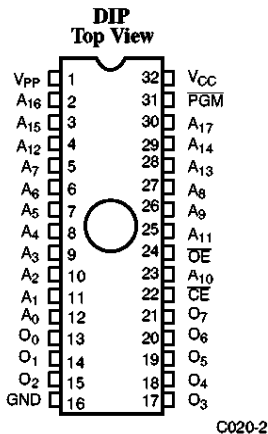 DIP
Top View
VPP 1 32 VCC
A16 2 31 PGM
A15 3 30 A17
A12 4 29 A14
A7 5 28 A13
A6 6 27 A8
A5 7 26 A9
A4 8 25 A11
A3 9 24 OE
A2 10 23 A10
A1 11 22 CE
A0 12 21 O7
O0 13 20 O6
O1 14 19 O5
O2 15 18 O4
GND 16 17 O3
C020-2